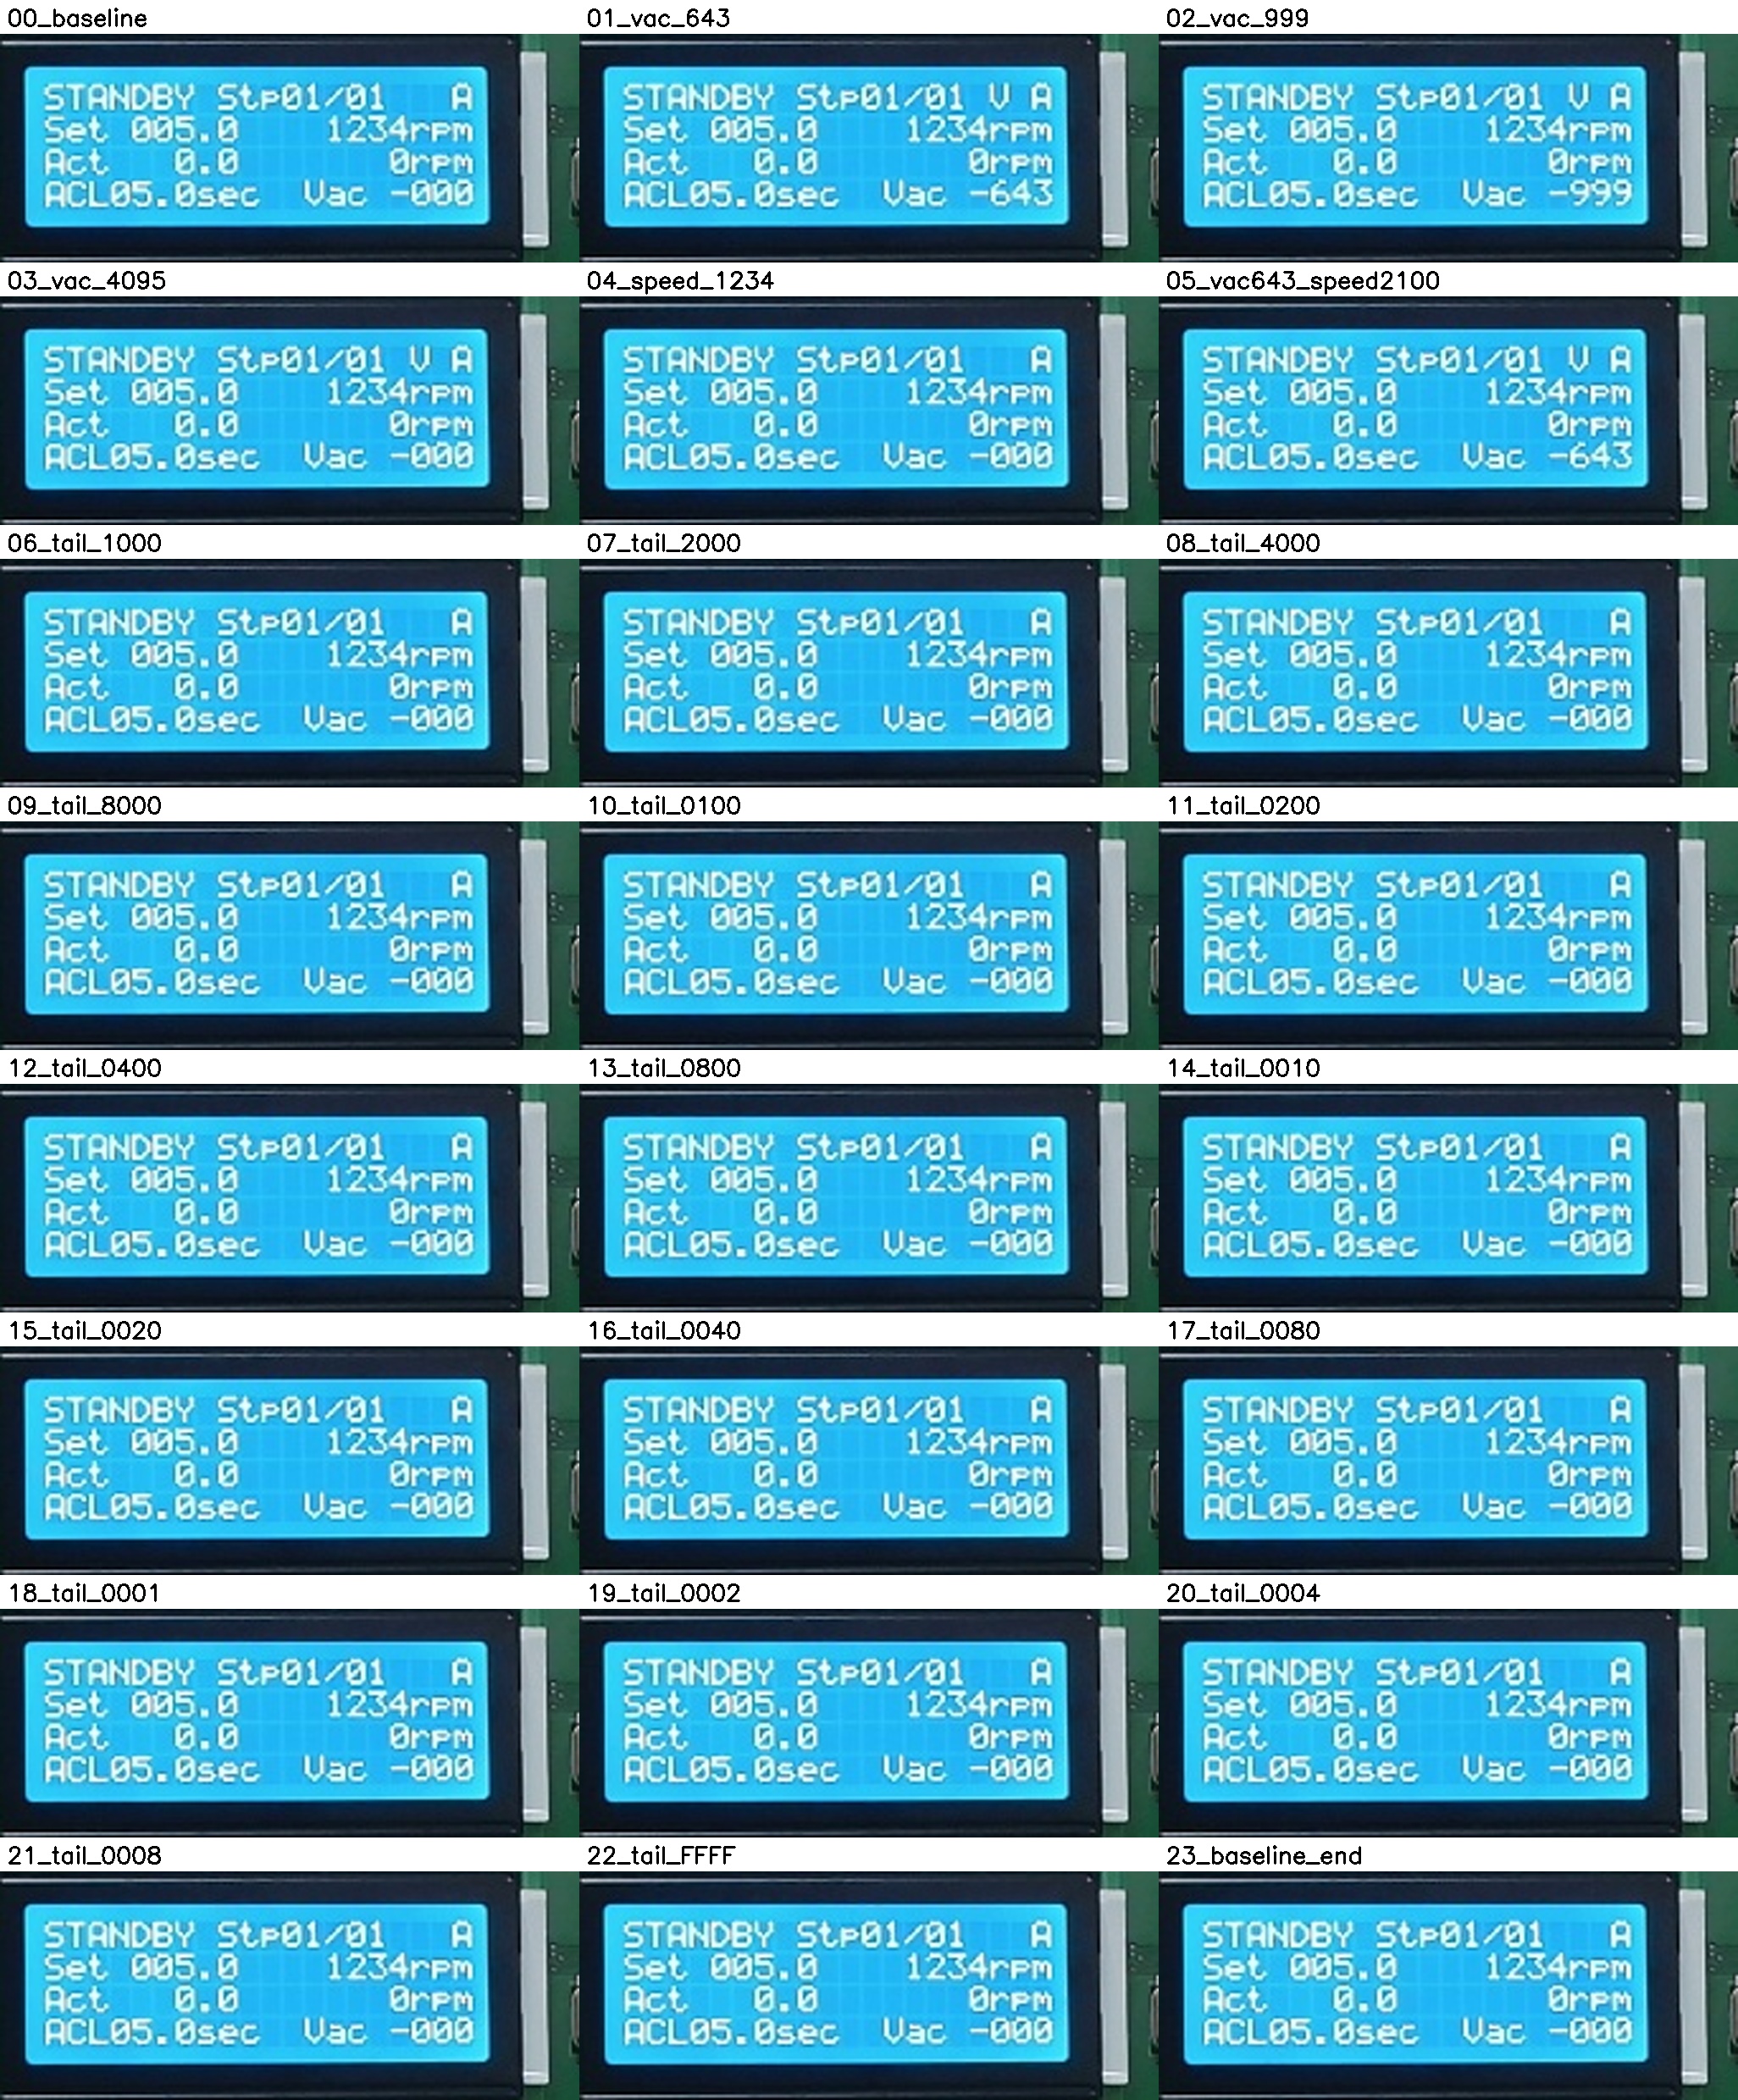 00_baseline
STANDBY Stp01/01 A
Set 005.0 1234rpm
Act 0.0 0rpm
ACL05.0sec Vac -000
01_vac_643
STANDBY Stp01/01 V A
Set 005.0 1234rpm
Act 0.0 0rpm
ACL05.0sec Vac -643
02_vac_999
STANDBY Stp01/01 V A
Set 005.0 1234rpm
Act 0.0 0rpm
ACL05.0sec Vac -999
03_vac_4095
STANDBY Stp01/01 V A
Set 005.0 1234rpm
Act 0.0 0rpm
ACL05.0sec Vac -000
04_speed_1234
STANDBY Stp01/01 A
Set 005.0 1234rpm
Act 0.0 0rpm
ACL05.0sec Vac -000
05_vac643_speed2100
STANDBY Stp01/01 V A
Set 005.0 1234rpm
Act 0.0 0rpm
ACL05.0sec Vac -643
06_tail_1000
STANDBY Stp01/01 A
Set 005.0 1234rpm
Act 0.0 0rpm
ACL05.0sec Vac -000
07_tail_2000
STANDBY Stp01/01 A
Set 005.0 1234rpm
Act 0.0 0rpm
ACL05.0sec Vac -000
08_tail_4000
STANDBY Stp01/01 A
Set 005.0 1234rpm
Act 0.0 0rpm
ACL05.0sec Vac -000
09_tail_8000
STANDBY Stp01/01 A
Set 005.0 1234rpm
Act 0.0 0rpm
ACL05.0sec Vac -000
10_tail_0100
STANDBY Stp01/01 A
Set 005.0 1234rpm
Act 0.0 0rpm
ACL05.0sec Vac -000
11_tail_0200
STANDBY Stp01/01 A
Set 005.0 1234rpm
Act 0.0 0rpm
ACL05.0sec Vac -000
12_tail_0400
STANDBY Stp01/01 A
Set 005.0 1234rpm
Act 0.0 0rpm
ACL05.0sec Vac -000
13_tail_0800
STANDBY Stp01/01 A
Set 005.0 1234rpm
Act 0.0 0rpm
ACL05.0sec Vac -000
14_tail_0010
STANDBY Stp01/01 A
Set 005.0 1234rpm
Act 0.0 0rpm
ACL05.0sec Vac -000
15_tail_0020
STANDBY Stp01/01 A
Set 005.0 1234rpm
Act 0.0 0rpm
ACL05.0sec Vac -000
16_tail_0040
STANDBY Stp01/01 A
Set 005.0 1234rpm
Act 0.0 0rpm
ACL05.0sec Vac -000
17_tail_0080
STANDBY Stp01/01 A
Set 005.0 1234rpm
Act 0.0 0rpm
ACL05.0sec Vac -000
18_tail_0001
STANDBY Stp01/01 A
Set 005.0 1234rpm
Act 0.0 0rpm
ACL05.0sec Vac -000
19_tail_0002
STANDBY Stp01/01 A
Set 005.0 1234rpm
Act 0.0 0rpm
ACL05.0sec Vac -000
20_tail_0004
STANDBY Stp01/01 A
Set 005.0 1234rpm
Act 0.0 0rpm
ACL05.0sec Vac -000
21_tail_0008
STANDBY Stp01/01 A
Set 005.0 1234rpm
Act 0.0 0rpm
ACL05.0sec Vac -000
22_tail_FFFF
STANDBY Stp01/01 A
Set 005.0 1234rpm
Act 0.0 0rpm
ACL05.0sec Vac -000
23_baseline_end
STANDBY Stp01/01 A
Set 005.0 1234rpm
Act 0.0 0rpm
ACL05.0sec Vac -000